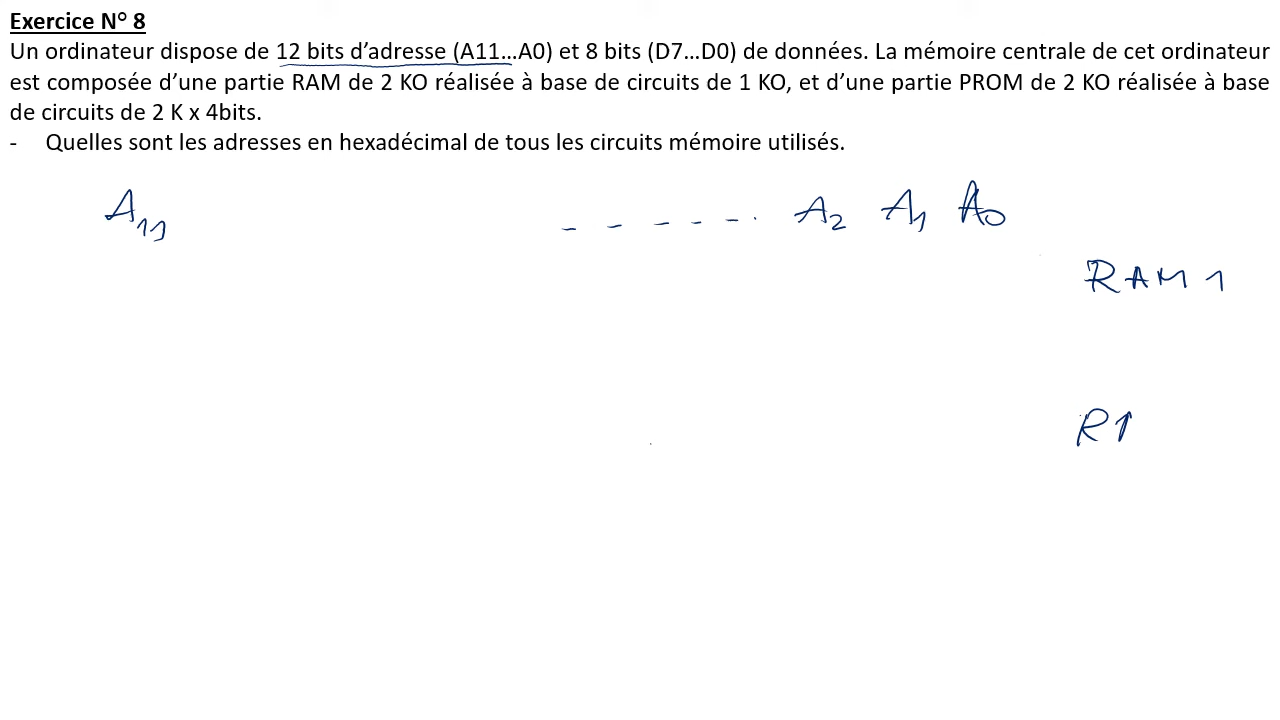 Exercice N° 8
Un ordinateur dispose de 12 bits d’adresse (A11…A0) et 8 bits (D7…D0) de données. La mémoire centrale de cet ordinateur
est composée d’une partie RAM de 2 KO réalisée à base de circuits de 1 KO, et d’une partie PROM de 2 KO réalisée à base
de circuits de 2 K x 4bits.
- Quelles sont les adresses en hexadécimal de tous les circuits mémoire utilisés.
A11 - - - - - . A2 A1 A0
RAM 1